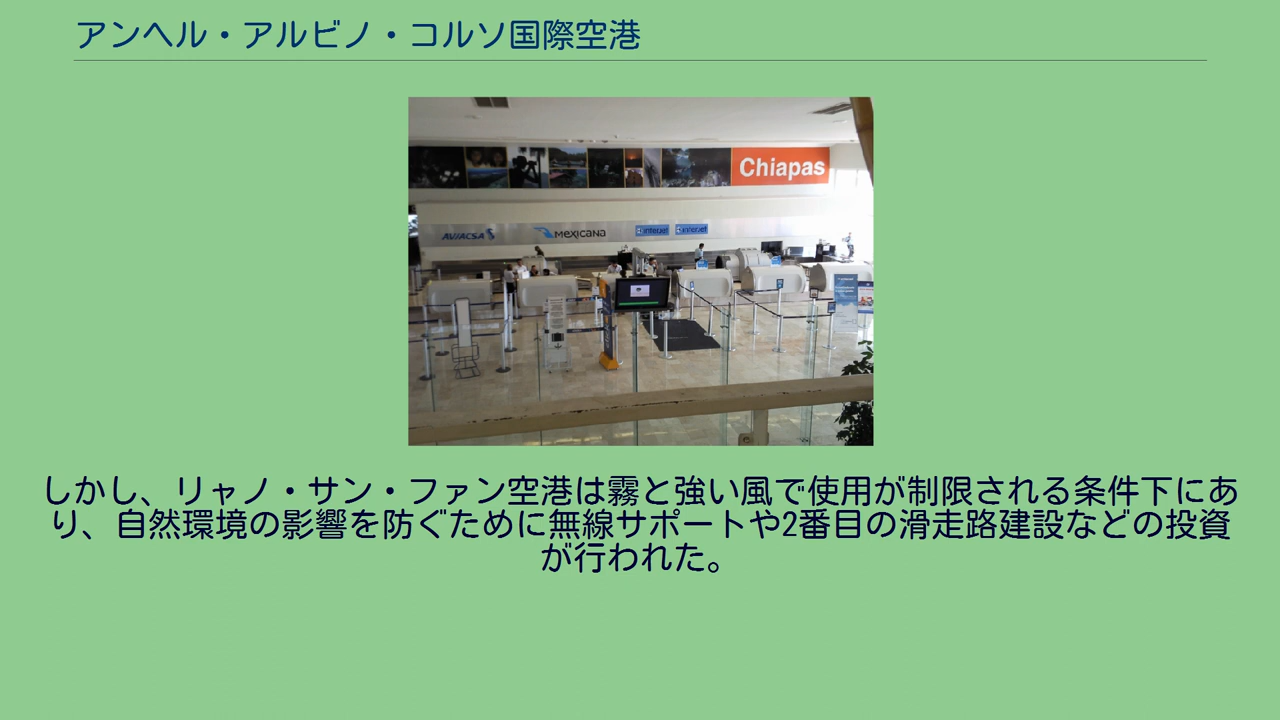 アンヘル・アルビノ・コルソ国際空港
Chiapas
AVIACSA
MEXICANA
interjet interjet
しかし、リャノ・サン・ファン空港は霧と強い風で使用が制限される条件下にあ
り、自然環境の影響を防ぐために無線サポートや2番目の滑走路建設などの投資
が行われた。